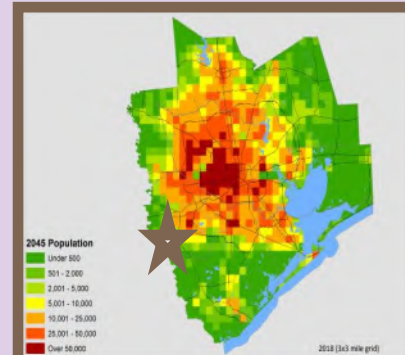 2045 Population
Under 500
501 - 2,000
2,001 - 5,000
5,001 - 10,000
10,001 - 25,000
25,001 - 50,000
Over 50,000
2018 (3x3 mile grid)